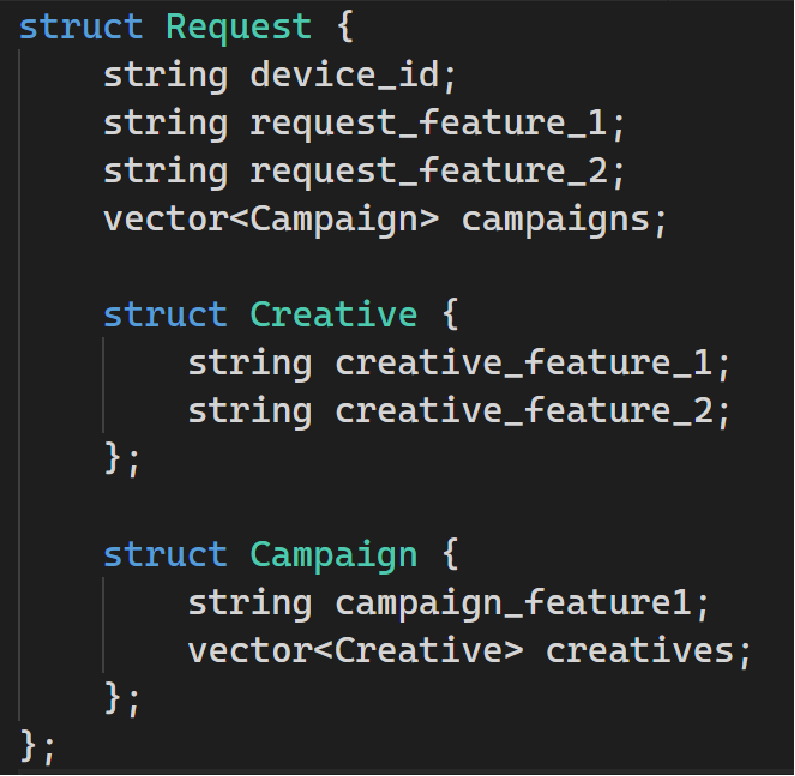 struct Request {
    string device_id;
    string request_feature_1;
    string request_feature_2;
    vector<Campaign> campaigns;

    struct Creative {
        string creative_feature_1;
        string creative_feature_2;
    };

    struct Campaign {
        string campaign_feature1;
        vector<Creative> creatives;
    };
};